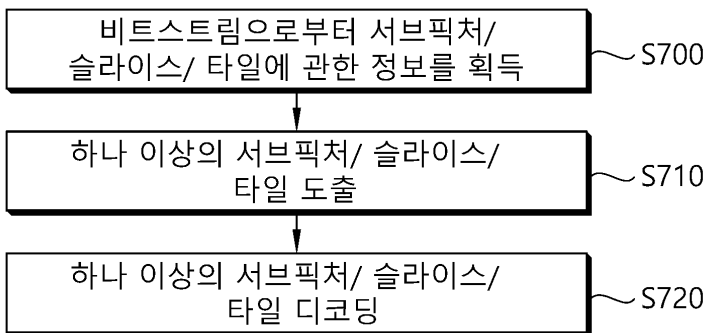 비트스트림으로부터 서브픽처/
슬라이스/ 타일에 관한 정보를 획득
S700
하나 이상의 서브픽처/ 슬라이스/
타일 도출
S710
하나 이상의 서브픽처/ 슬라이스/
타일 디코딩
S720